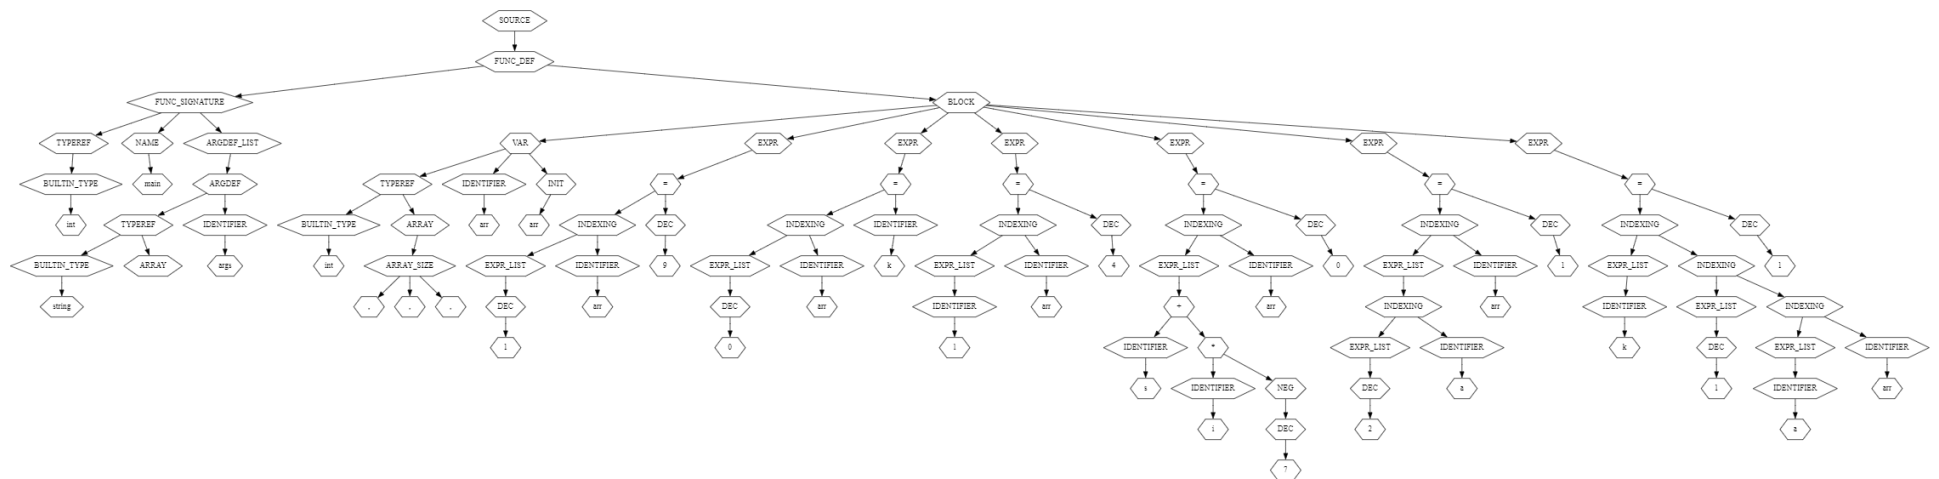 SOURCE
FUNC_DEF
FUNC_SIGNATURE BLOCK
TYPEREF NAME ARGDEF_LIST VAR EXPR EXPR EXPR EXPR EXPR EXPR
BUILTIN_TYPE main ARGDEF TYPEREF IDENTIFIER INIT = = = = = =
int TYPEREF IDENTIFIER BUILTIN_TYPE ARRAY arr arr INDEXING DEC INDEXING IDENTIFIER INDEXING DEC INDEXING DEC INDEXING DEC INDEXING DEC
BUILTIN_TYPE ARRAY args int ARRAY_SIZE EXPR_LIST IDENTIFIER 9 EXPR_LIST IDENTIFIER k EXPR_LIST IDENTIFIER 4 EXPR_LIST IDENTIFIER 0 EXPR_LIST IDENTIFIER 1 EXPR_LIST INDEXING 1
string , , , DEC arr DEC arr IDENTIFIER arr + arr INDEXING arr IDENTIFIER EXPR_LIST INDEXING
1 0 IDENTIFIER * EXPR_LIST IDENTIFIER k DEC EXPR_LIST IDENTIFIER
s IDENTIFIER NEG DEC a 1 IDENTIFIER arr
i DEC 2 a
7